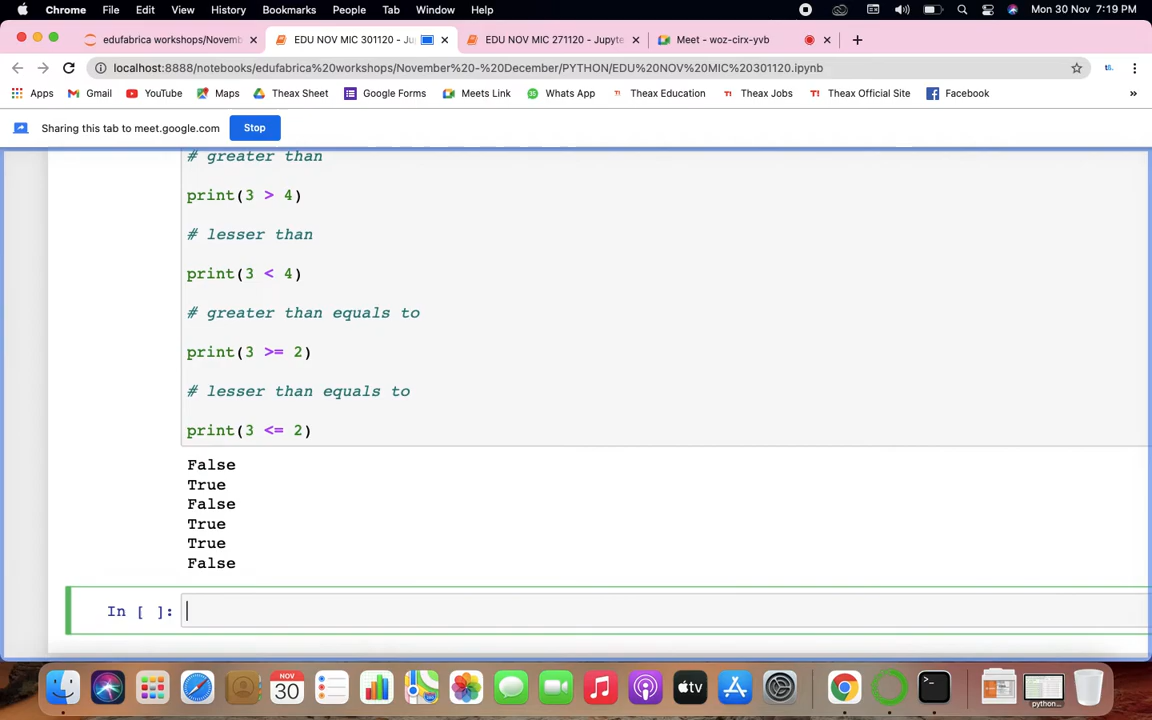 Chrome File Edit View History Bookmarks People Tab Window Help Mon 30 Nov 7:19 PM
edufabrica workshops/Novemb EDU NOV MIC 301120 - Ju EDU NOV MIC 271120 - Jupyte Meet - woz-cirx-yvb
localhost:8888/notebooks/edufabrica%20workshops/November%20-%20December/PYTHON/EDU%20NOV%20MIC%20301120.ipynb
Apps Gmail YouTube Maps Theax Sheet Google Forms Meets Link Whats App Theax Education Theax Jobs Theax Official Site Facebook »
Sharing this tab to meet.google.com Stop
# greater than
print(3 > 4)
# lesser than
print(3 < 4)
# greater than equals to
print(3 >= 2)
# lesser than equals to
print(3 <= 2)
False
True
False
True
True
False
In [ ]:
NOV
30
tv
python...